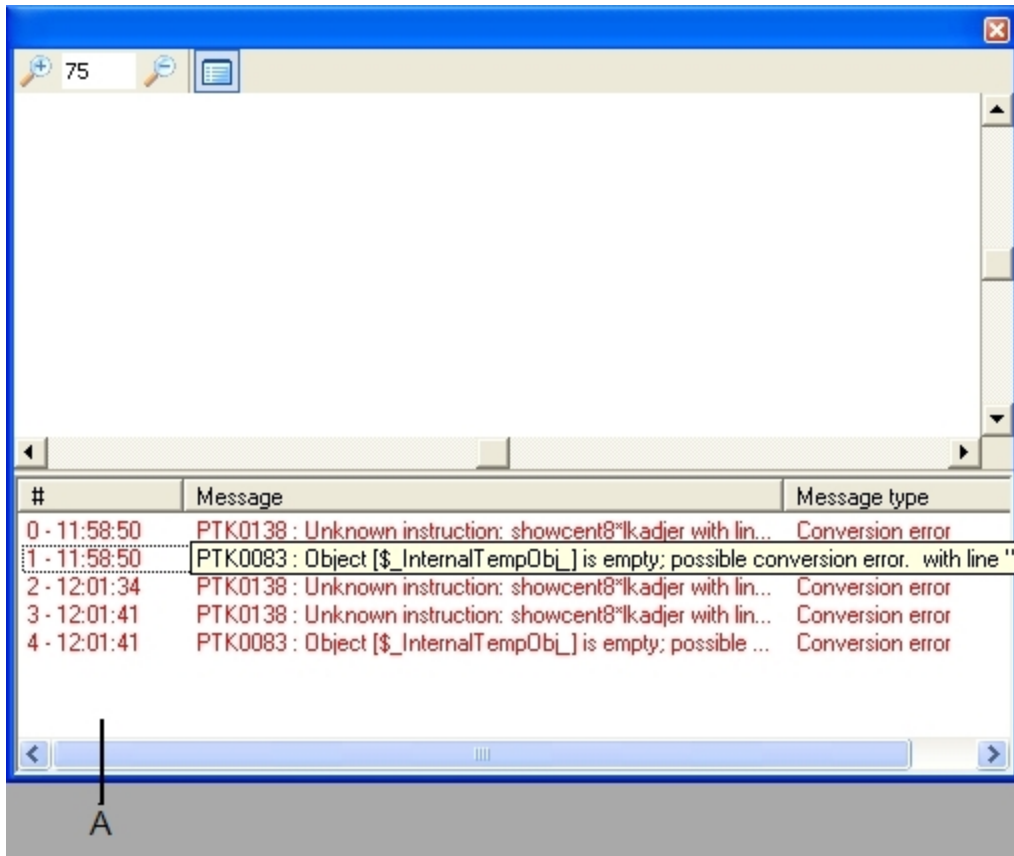 75
# Message Message type
0 - 11:58:50 PTK0138 : Unknown instruction: showcent8*lkadjer with lin... Conversion error
1 - 11:58:50 PTK0083 : Object [$_InternalTempObj_] is empty; possible conversion error.  with line "
2 - 12:01:34 PTK0138 : Unknown instruction: showcent8*lkadjer with lin... Conversion error
3 - 12:01:41 PTK0138 : Unknown instruction: showcent8*lkadjer with lin... Conversion error
4 - 12:01:41 PTK0083 : Object [$_InternalTempObj_] is empty; possible ... Conversion error
A